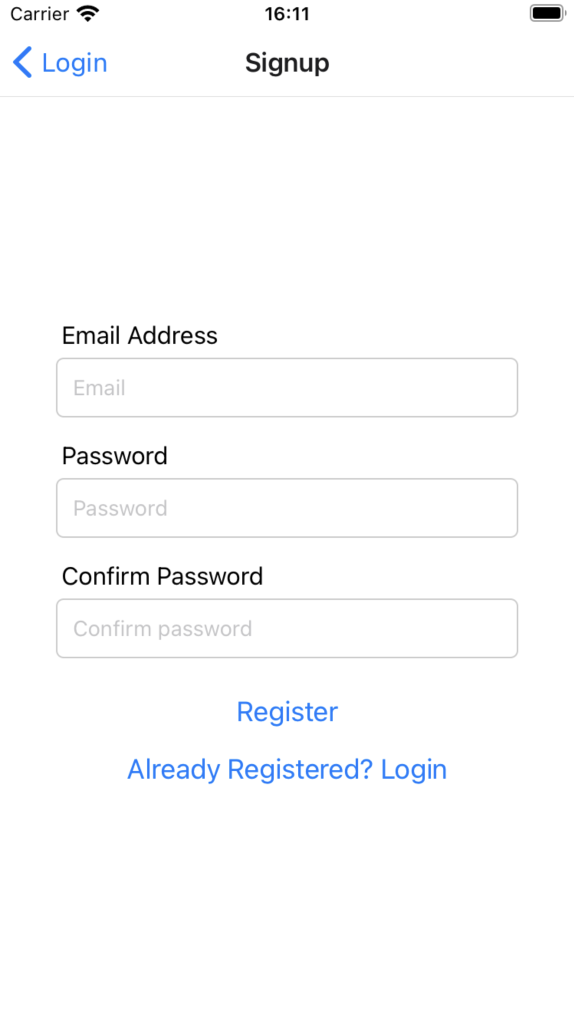 Carrier 16:11
Login Signup
Email Address
Email
Password
Password
Confirm Password
Confirm password
Register
Already Registered? Login